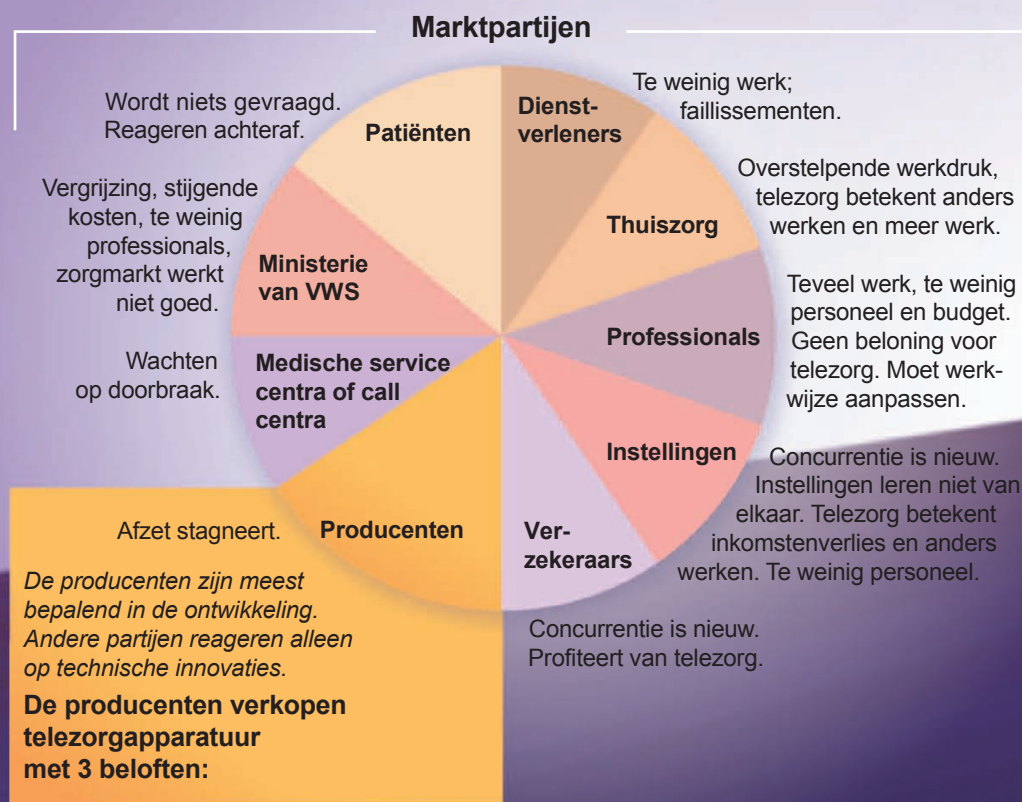 Marktpartijen
Wordt niets gevraagd.
Reageren achteraf.
Patiënten
Dienst-
verleners
Te weinig werk;
faillissementen.
Vergrijzing, stijgende
kosten, te weinig
professionals,
zorgmarkt werkt
niet goed.
Ministerie
van VWS
Thuiszorg
Overstelpende werkdruk,
telezorg betekent anders
werken en meer werk.
Professionals
Teveel werk, te weinig
personeel en budget.
Geen beloning voor
telezorg. Moet werk-
wijze aanpassen.
Wachten
op doorbraak.
Medische service
centra of call
centra
Instellingen
Concurrentie is nieuw.
Instellingen leren niet van
elkaar. Telezorg betekent
inkomstenverlies en anders
werken. Te weinig personeel.
Afzet stagneert.
Producenten
Ver-
zekeraars
Concurrentie is nieuw.
Profiteert van telezorg.
De producenten zijn meest
bepalend in de ontwikkeling.
Andere partijen reageren alleen
op technische innovaties.
De producenten verkopen
telezorgapparatuur
met 3 beloften: